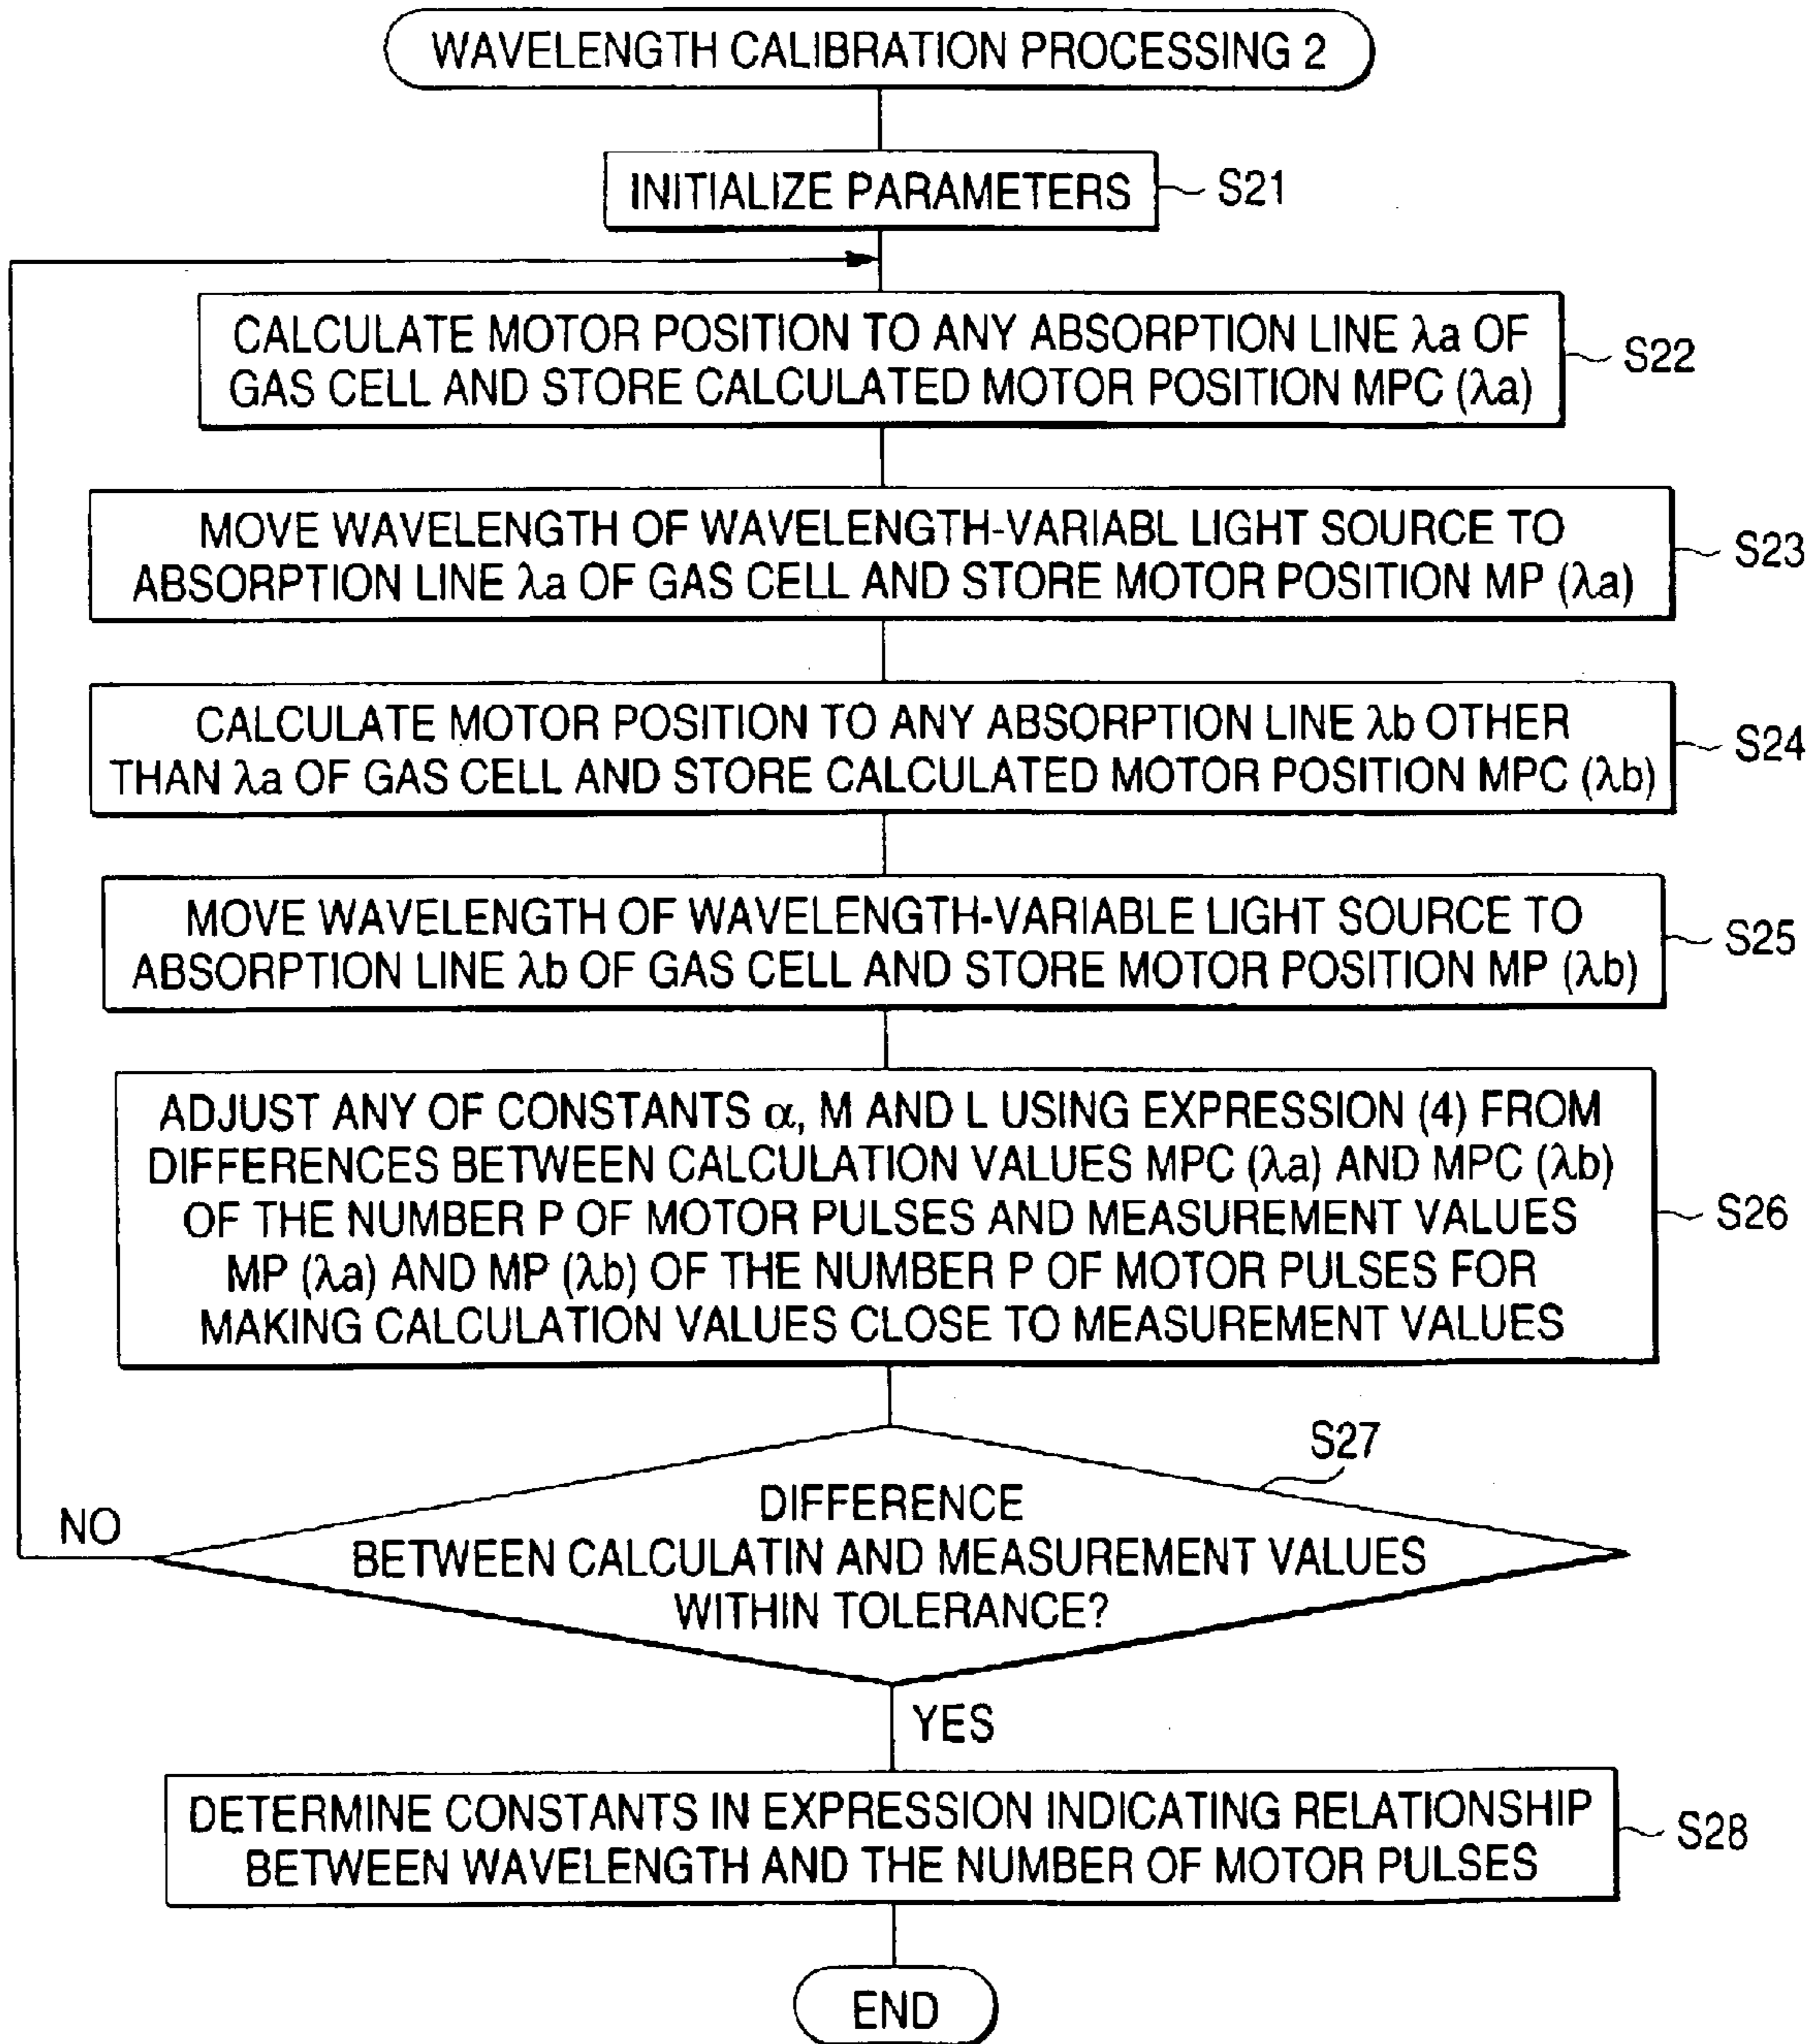 WAVELENGTH CALIBRATION PROCESSING 2
INITIALIZE PARAMETERS
S21
CALCULATE MOTOR POSITION TO ANY ABSORPTION LINE λa OF
GAS CELL AND STORE CALCULATED MOTOR POSITION MPC (λa)
S22
MOVE WAVELENGTH OF WAVELENGTH-VARIABL LIGHT SOURCE TO
ABSORPTION LINE λa OF GAS CELL AND STORE MOTOR POSITION MP (λa)
S23
CALCULATE MOTOR POSITION TO ANY ABSORPTION LINE λb OTHER
THAN λa OF GAS CELL AND STORE CALCULATED MOTOR POSITION MPC (λb)
S24
MOVE WAVELENGTH OF WAVELENGTH-VARIABLE LIGHT SOURCE TO
ABSORPTION LINE λb OF GAS CELL AND STORE MOTOR POSITION MP (λb)
S25
ADJUST ANY OF CONSTANTS α, M AND L USING EXPRESSION (4) FROM
DIFFERENCES BETWEEN CALCULATION VALUES MPC (λa) AND MPC (λb)
OF THE NUMBER P OF MOTOR PULSES AND MEASUREMENT VALUES
MP (λa) AND MP (λb) OF THE NUMBER P OF MOTOR PULSES FOR
MAKING CALCULATION VALUES CLOSE TO MEASUREMENT VALUES
S26
S27
DIFFERENCE
BETWEEN CALCULATIN AND MEASUREMENT VALUES
WITHIN TOLERANCE?
NO
YES
DETERMINE CONSTANTS IN EXPRESSION INDICATING RELATIONSHIP
BETWEEN WAVELENGTH AND THE NUMBER OF MOTOR PULSES
S28
END